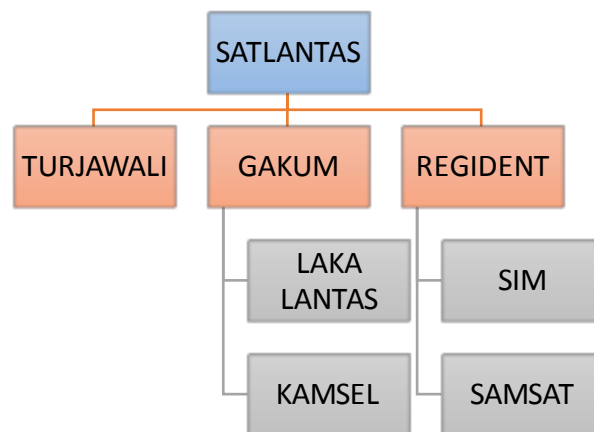 SATLANTAS
TURJAWALI
GAKUM
REGIDENT
LAKA
LANTAS
SIM
KAMSEL
SAMSAT